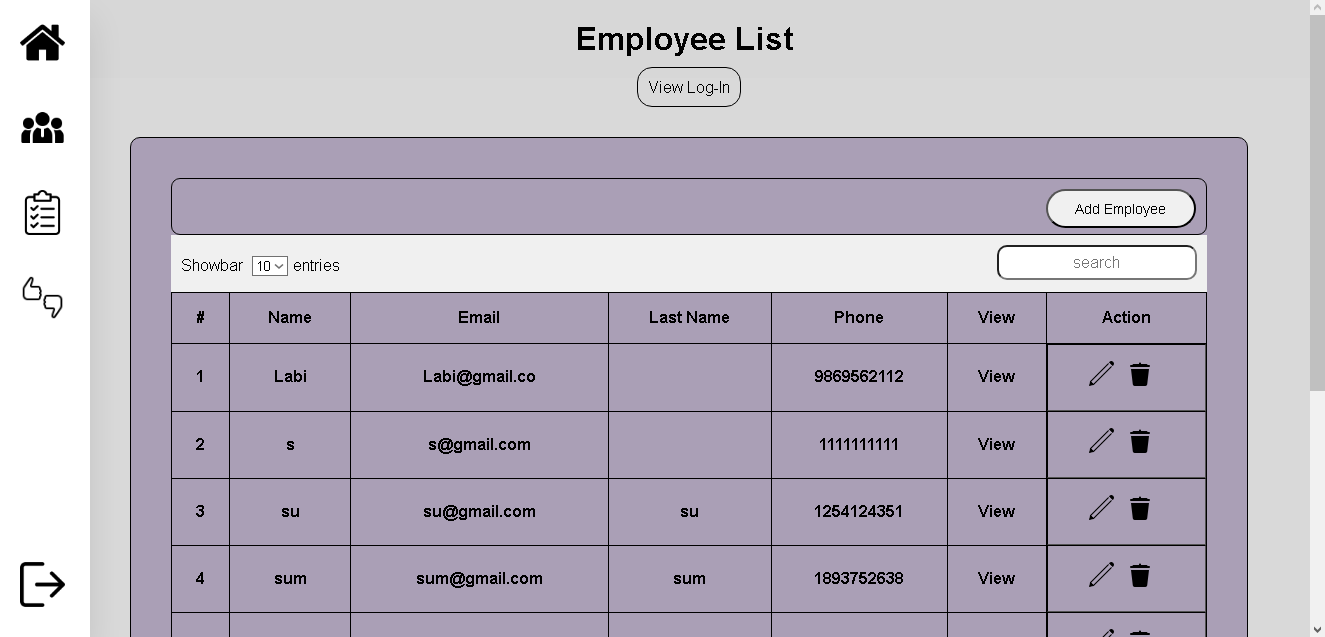 Employee List
View Log-In
Add Employee
Showbar 10 entries search
# Name Email Last Name Phone View Action
1 Labi Labi@gmail.co 9869562112 View
2 s s@gmail.com 1111111111 View
3 su su@gmail.com su 1254124351 View
4 sum sum@gmail.com sum 1893752638 View